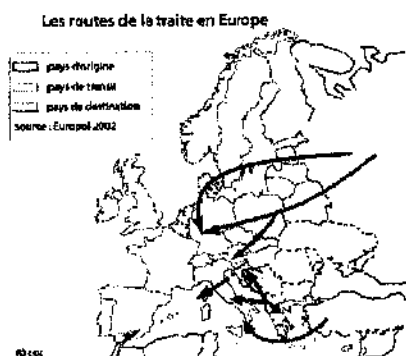 Les routes de la traite en Europe
pays d'origine
pays de transit
pays de destination
source : Europol 2002